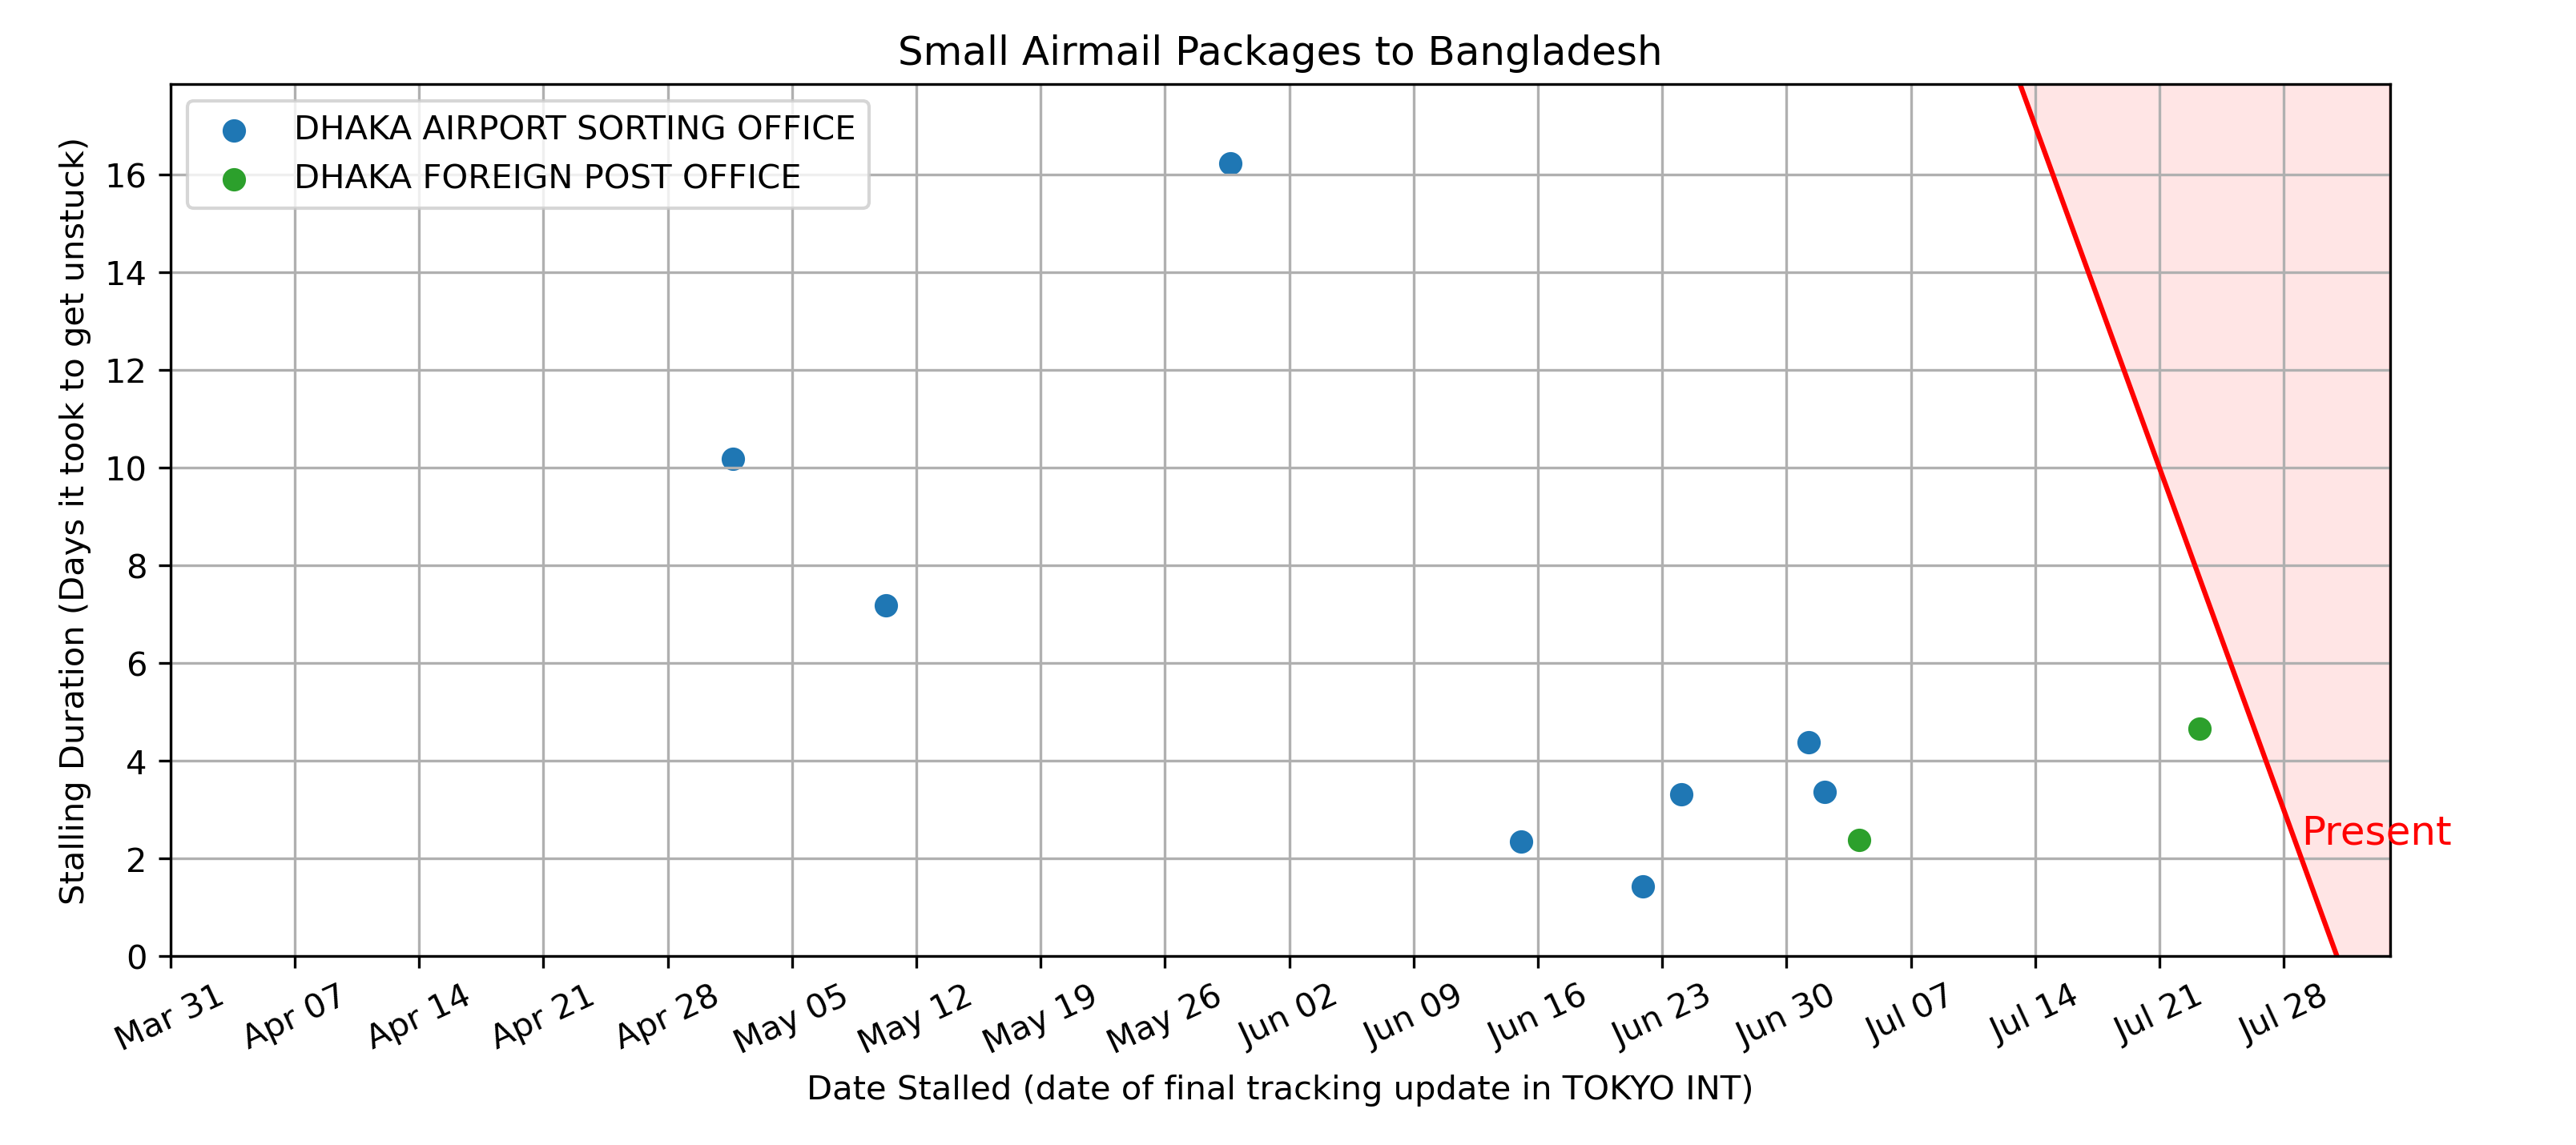 Small Airmail Packages to Bangladesh
DHAKA AIRPORT SORTING OFFICE
DHAKA FOREIGN POST OFFICE
Stalling Duration (Days it took to get unstuck)
16
14
12
10
8
6
4
2
0
Present
Mar 31 Apr 07 Apr 14 Apr 21 Apr 28 May 05 May 12 May 19 May 26 Jun 02 Jun 09 Jun 16 Jun 23 Jun 30 Jul 07 Jul 14 Jul 21 Jul 28
Date Stalled (date of final tracking update in TOKYO INT)